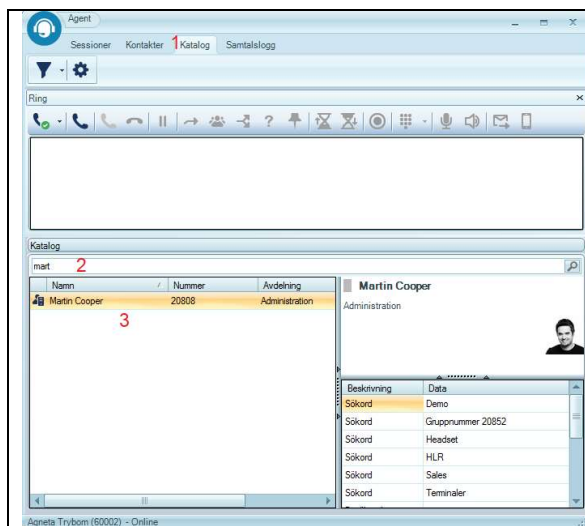 Agent
Sessioner Kontakter 1 Katalog Samtalslogg
Ring
Katalog
mart 2
Namn Nummer Avdelning
Martin Cooper 20808 Administration
3
Martin Cooper
Administration
Beskrivning Data
Sökord Demo
Sökord Gruppnummer 20852
Sökord Headset
Sökord HLR
Sökord Sales
Sökord Terminaler
Agneta Trybom (60002) - Online